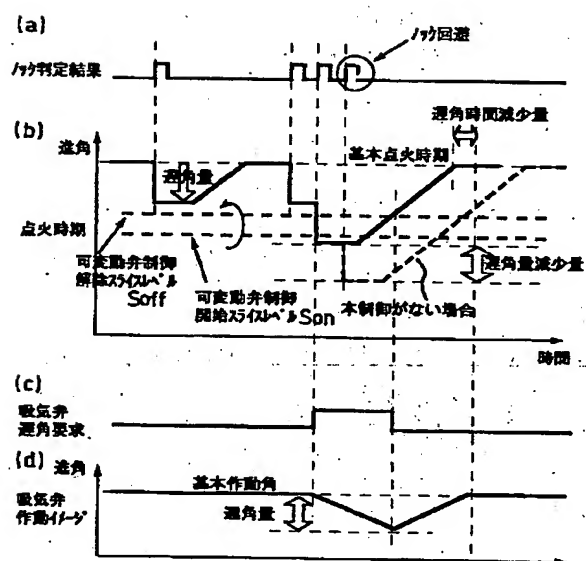 (a)
ノック回避
ノック判定結果
遅角時間減少量
(b)
進角
基本点火時期
遅角量
点火時期
可変動弁制御
解除スライスレベル
Soff
可変動弁制御
開始スライスレベル Son
遅角量減少量
本制御がない場合
時間
(c)
吸気弁
遅角要求
(d)
進角
基本作動角
吸気弁
作動イメージ
遅角量